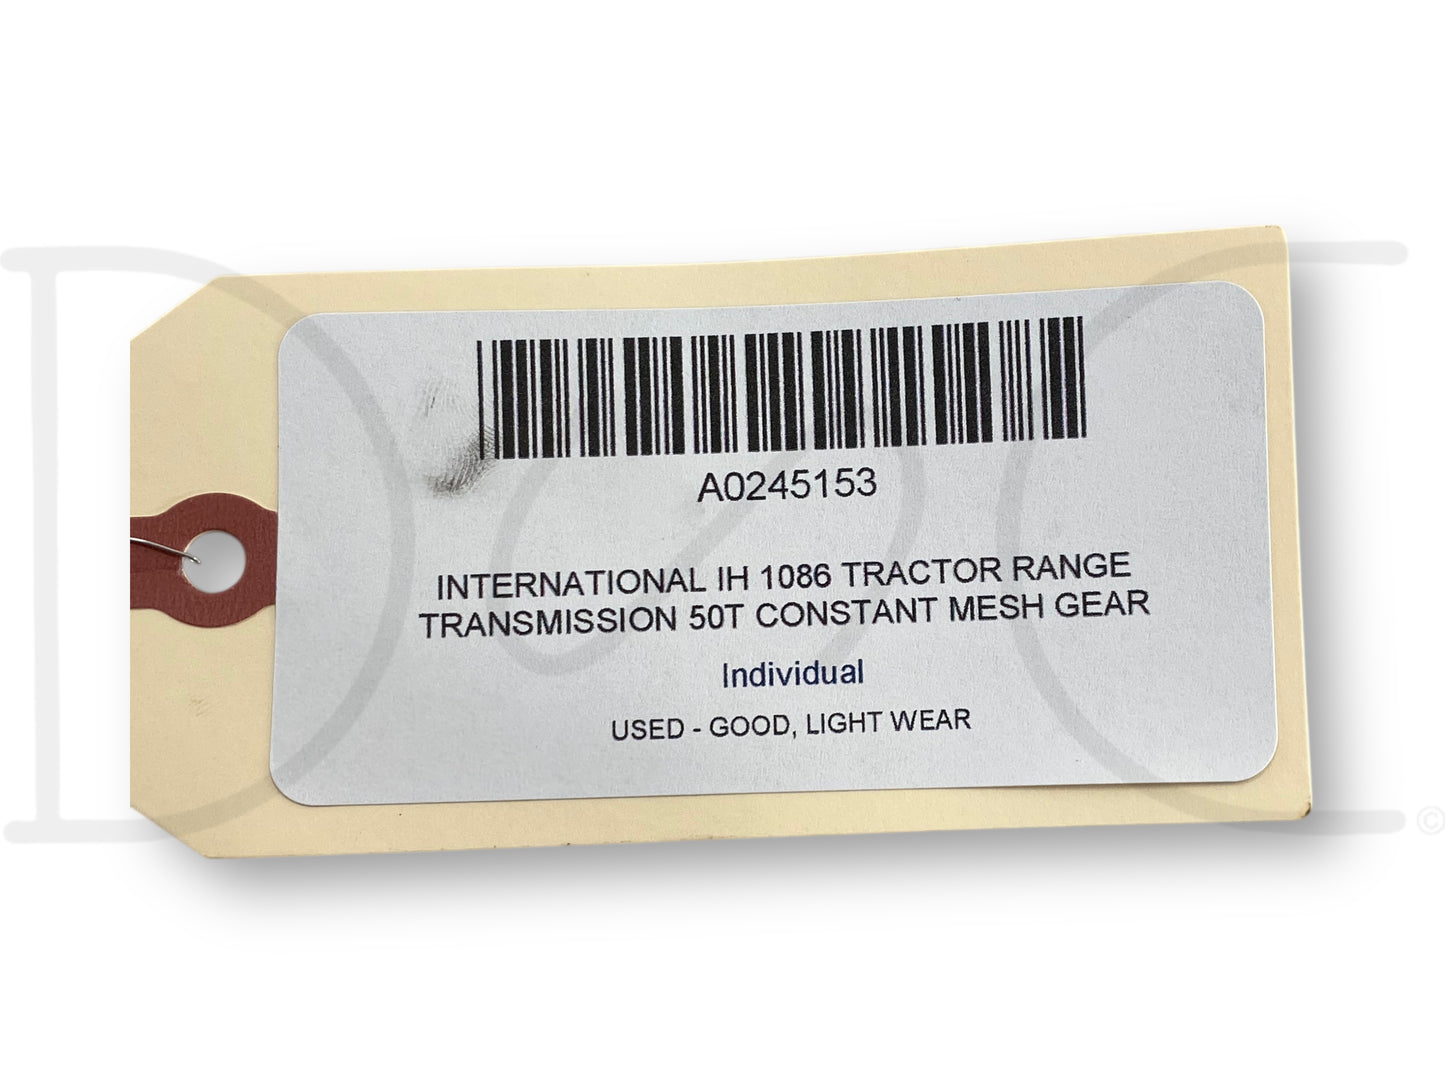 A0245153
INTERNATIONAL IH 1086 TRACTOR RANGE
TRANSMISSION 50T CONSTANT MESH GEAR
Individual
USED - GOOD, LIGHT WEAR
©